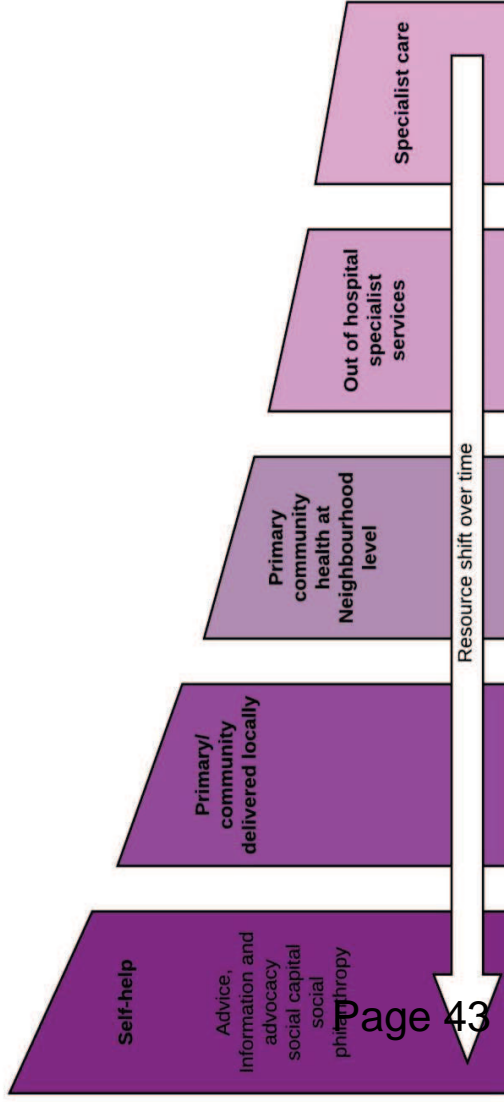 Specialist care
Out of hospital
specialist
services
Primary
community
health at
Neighbourhood
level
Primary/
community
delivered locally
Self-help
Advice,
Information and
advocacy
social capital
social
philanthropy
Resource shift over time
Page 43